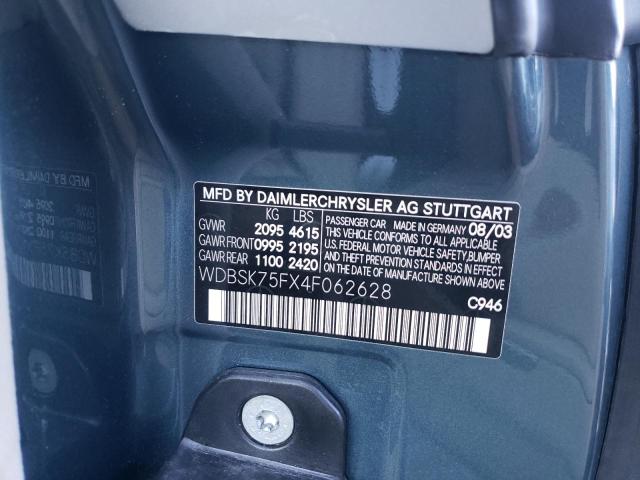 MFD BY DAIMLERCHRYSLER AG STUTTGART
KG LBS
PASSENGER CAR MADE IN GERMANY 08/03
GVWR 2095 4615 THIS VEHICLE CONFORMS TO ALL APPLICABLE
GAWR FRONT 0995 2195 U.S. FEDERAL MOTOR VEHICLE SAFETY, BUMPER
GAWR REAR 1100 2420 AND THEFT PREVENTION STANDARDS IN EFFECT
ON THE DATE OF MANUFACTURE SHOWN ABOVE.
WDBSK75FX4F062628
C946